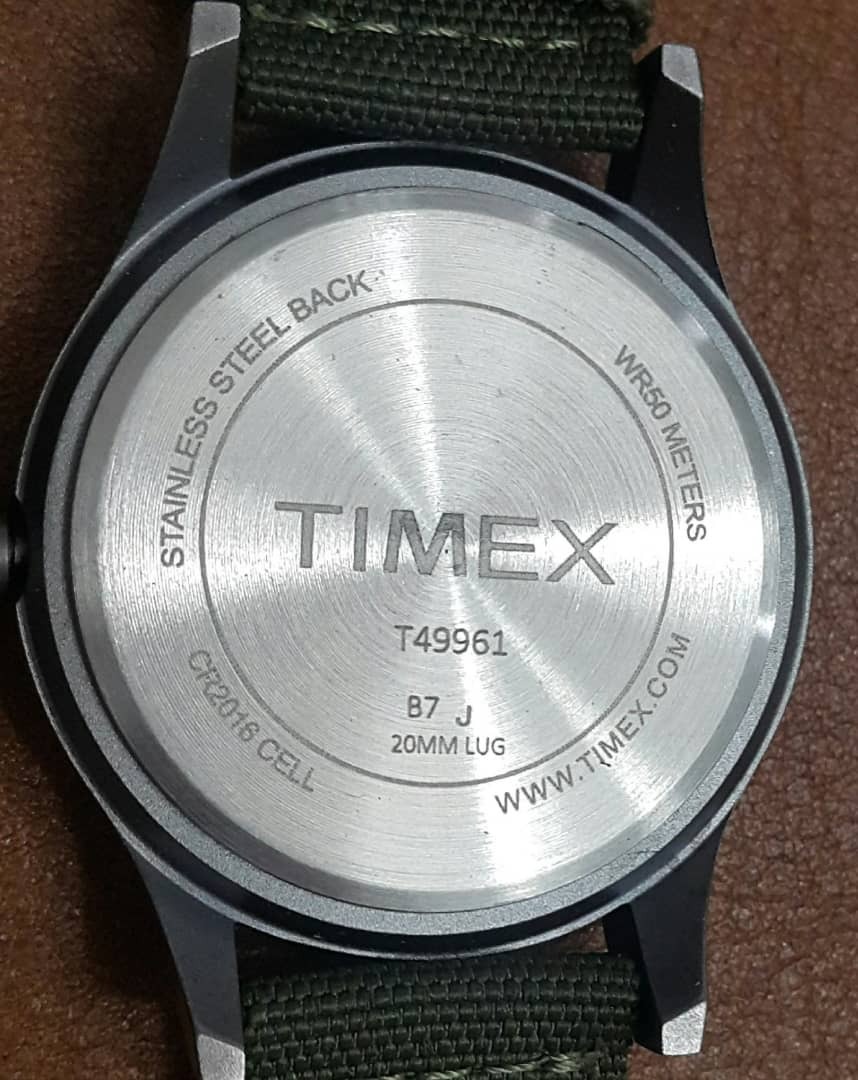 STAINLESS STEEL BACK
WR50 METERS
TIMEX
T49961
B7 J
20MM LUG
CR2016 CELL
WWW.TIMEX.COM